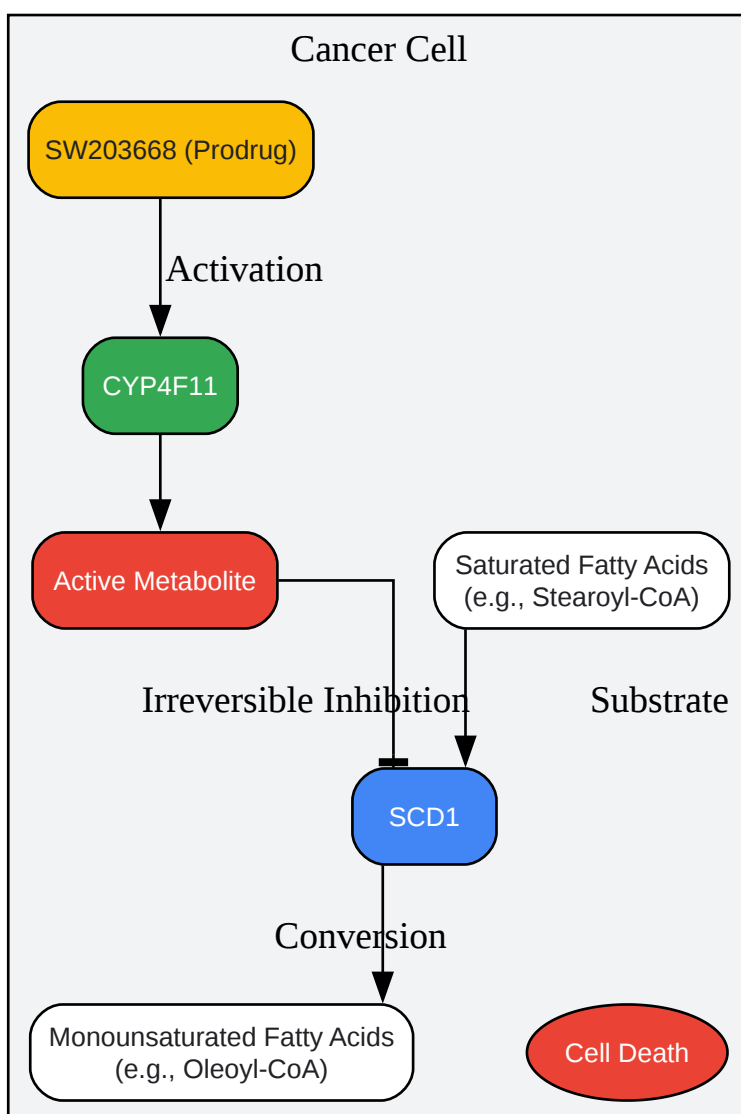 Cancer Cell
SW203668 (Prodrug)
Activation
CYP4F11
Active Metabolite
Saturated Fatty Acids
(e.g., Stearoyl-CoA)
Irreversible Inhibition
Substrate
SCD1
Conversion
Monounsaturated Fatty Acids
(e.g., Oleoyl-CoA)
Cell Death